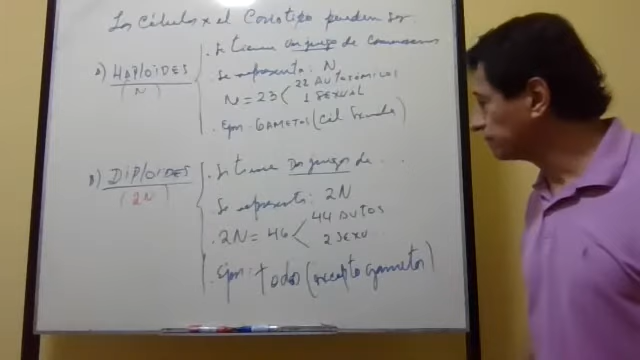 Las Células x el Cariotipo pueden ser
a) HAPLOIDES
(N)
. Si tiene un juego de cromosomas
. Se representa: N
N = 23
22 AUTOSÓMICOS
1 SEXUAL
. Ejm: GAMETOS (Cél Sexuales)
B) DIPLOIDES
(2N)
. Si tiene Dos juegos de ...
. Se representa: 2N
. 2N = 46
44 AUTOS
2 SEXU
. Ejm: todos (excepto gametos)